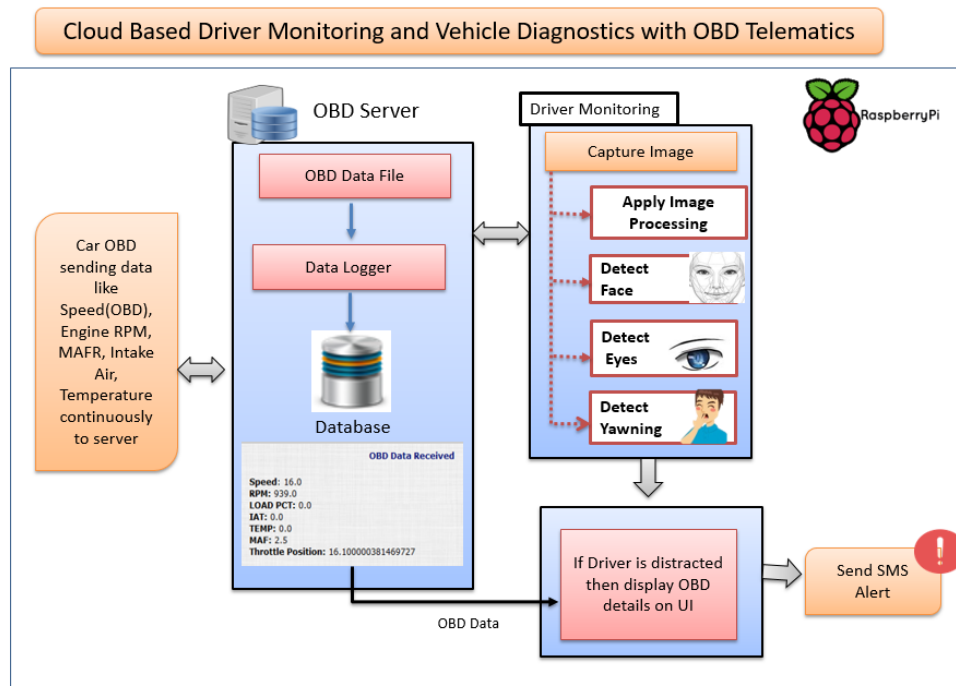 Cloud Based Driver Monitoring and Vehicle Diagnostics with OBD Telematics
OBD Server
Driver Monitoring
RaspberryPi
Car OBD
sending data
like
Speed(OBD),
Engine RPM,
MAFR, Intake
Air,
Temperature
continuously
to server
OBD Data File
Data Logger
Database
OBD Data Received
Speed: 16.0
RPM: 939.0
LOAD PCT: 0.0
IAT: 0.0
TEMP: 0.0
MAF: 2.5
Throttle Position: 16.100000381469727
Capture Image
Apply Image
Processing
Detect
Face
Detect
Eyes
Detect
Yawning
OBD Data
If Driver is distracted
then display OBD
details on UI
Send SMS
Alert
!